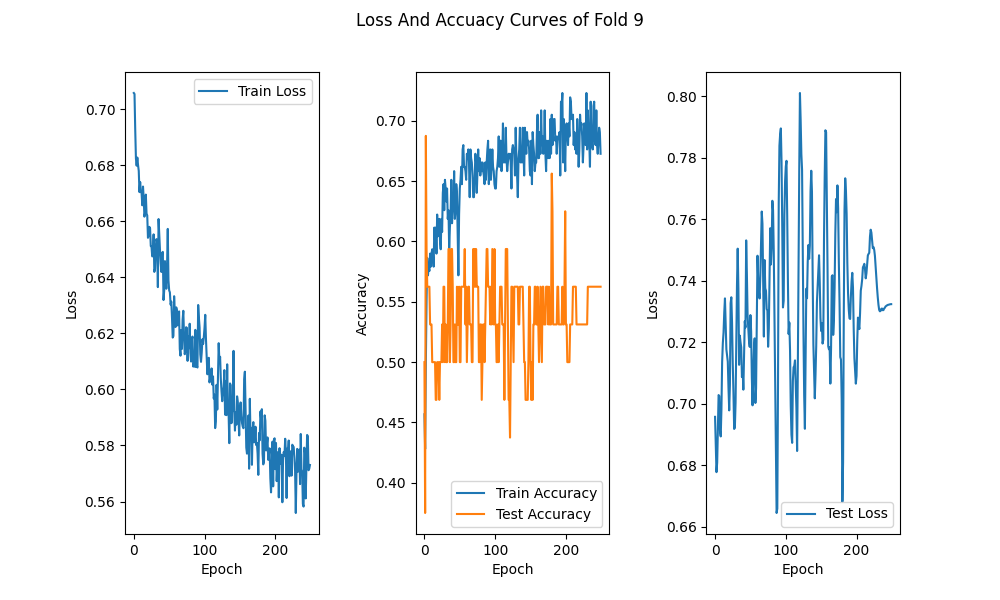 Loss And Accuacy Curves of Fold 9
0.70
0.68
0.66
0.64
0.62
0.60
0.58
0.56
Loss
0
100
200
Epoch
Train Loss
0.70
0.65
0.60
0.55
0.50
0.45
0.40
Accuracy
0
100
200
Epoch
Train Accuracy
Test Accuracy
0.80
0.78
0.76
0.74
0.72
0.70
0.68
0.66
Loss
0
100
200
Epoch
Test Loss